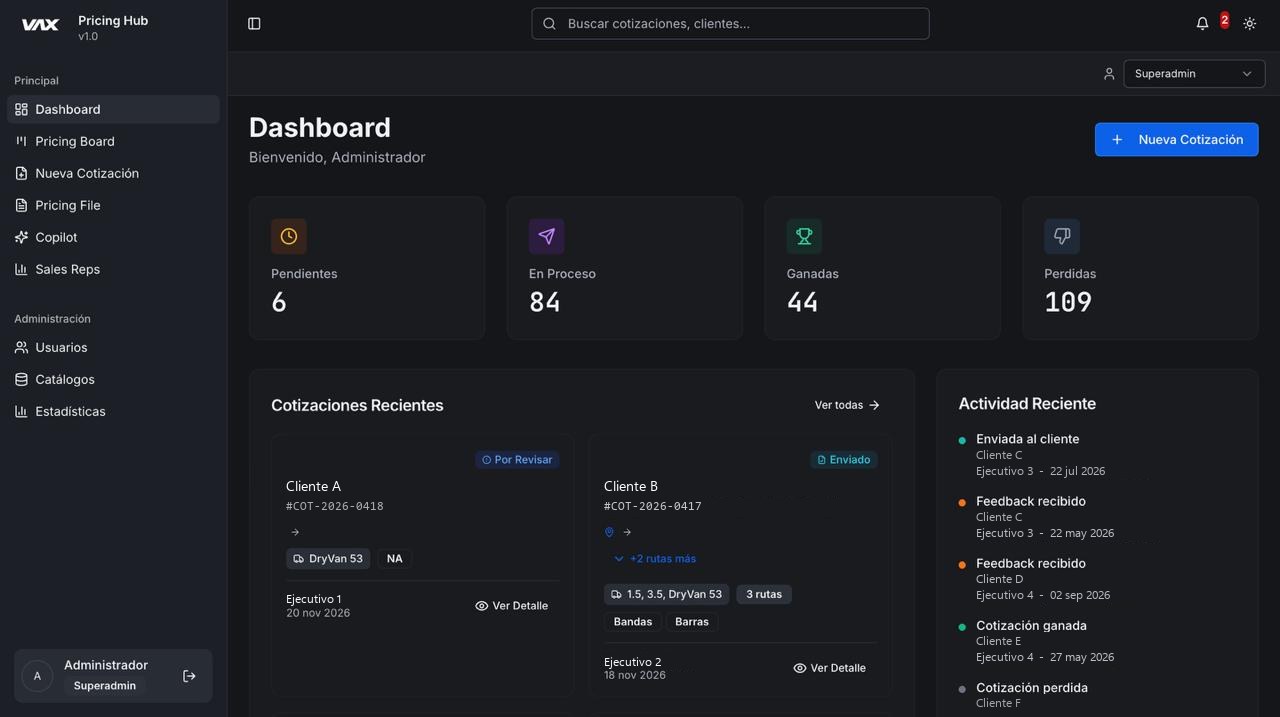 VAX
Pricing Hub
v1.0
Buscar cotizaciones, clientes...
2
Superadmin
Principal
Dashboard
Pricing Board
Nueva Cotización
Pricing File
Copilot
Sales Reps
Administración
Usuarios
Catálogos
Estadísticas
A
Administrador
Superadmin
Dashboard
Bienvenido, Administrador
Nueva Cotización
Pendientes
6
En Proceso
84
Ganadas
44
Perdidas
109
Cotizaciones Recientes
Ver todas →
Por Revisar
Cliente A
#COT-2026-0418
→
DryVan 53 NA
Ejecutivo 1
20 nov 2026
Ver Detalle
Enviado
Cliente B
#COT-2026-0417
→
+2 rutas más
1.5, 3.5, DryVan 53 3 rutas
Bandas Barras
Ejecutivo 2
18 nov 2026
Ver Detalle
Actividad Reciente
Enviada al cliente
Cliente C
Ejecutivo 3 - 22 jul 2026
Feedback recibido
Cliente C
Ejecutivo 3 - 22 may 2026
Feedback recibido
Cliente D
Ejecutivo 4 - 02 sep 2026
Cotización ganada
Cliente E
Ejecutivo 4 - 27 may 2026
Cotización perdida
Cliente F